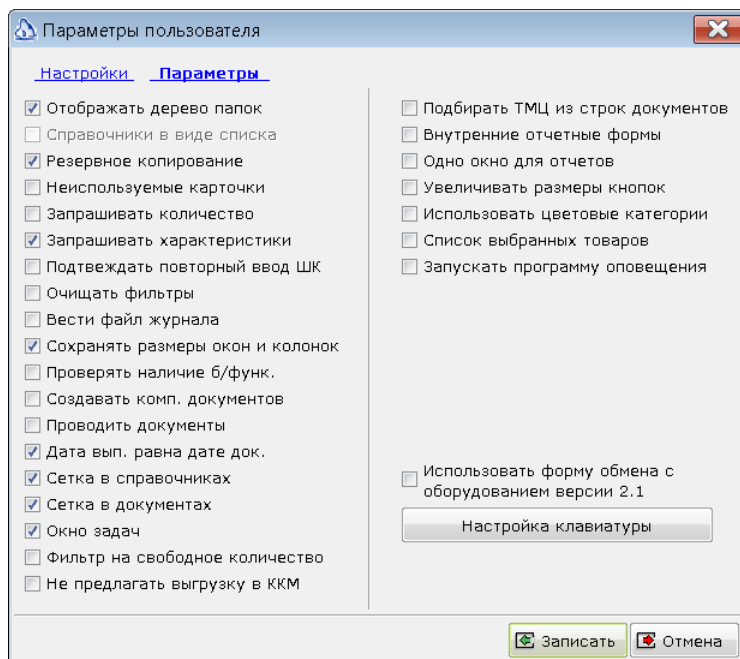 Параметры пользователя
Настройки Параметры
Отображать дерево папок
Справочники в виде списка
Резервное копирование
Неиспользуемые карточки
Запрашивать количество
Запрашивать характеристики
Подтвеждать повторный ввод ШК
Очищать фильтры
Вести файл журнала
Сохранять размеры окон и колонок
Проверять наличие б/функ.
Создавать комп. документов
Проводить документы
Дата вып. равна дате док.
Сетка в справочниках
Сетка в документах
Окно задач
Фильтр на свободное количество
Не предлагать выгрузку в ККМ
Подбирать ТМЦ из строк документов
Внутренние отчетные формы
Одно окно для отчетов
Увеличивать размеры кнопок
Использовать цветовые категории
Список выбранных товаров
Запускать программу оповещения
Использовать форму обмена с
оборудованием версии 2.1
Настройка клавиатуры
Записать Отмена